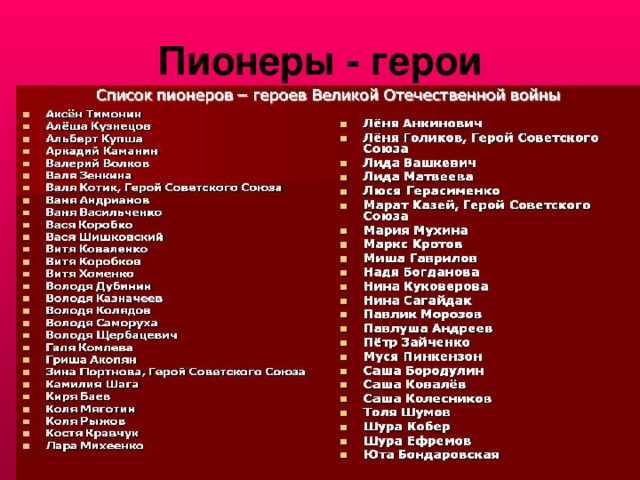 Пионеры - герои
Список пионеров – героев Великой Отечественной войны
Аксён Тимонин
Алёша Кузнецов
Альберт Купша
Аркадий Каманин
Валерий Волков
Валя Зенкина
Валя Котик, Герой Советского Союза
Ваня Андрианов
Ваня Васильченко
Вася Коробко
Вася Шишковский
Витя Коваленко
Витя Коробков
Витя Хоменко
Володя Дубинин
Володя Казначеев
Володя Колядов
Володя Саморуха
Володя Щербацевич
Галя Комлева
Гриша Акопян
Зина Портнова, Герой Советского Союза
Камилия Шага
Киря Баев
Коля Мяготин
Коля Рыжов
Костя Кравчук
Лара Михеенко
Лёня Анкинович
Лёня Голиков, Герой Советского
Союза
Лида Вашкевич
Лида Матвеева
Люся Герасименко
Марат Казей, Герой Советского
Союза
Мария Мухина
Маркс Кротов
Миша Гаврилов
Надя Богданова
Нина Куковерова
Нина Сагайдак
Павлик Морозов
Павлуша Андреев
Пётр Зайченко
Муся Пинкензон
Саша Бородулин
Саша Ковалёв
Саша Колесников
Толя Шумов
Шура Кобер
Шура Ефремов
Юта Бондаровская